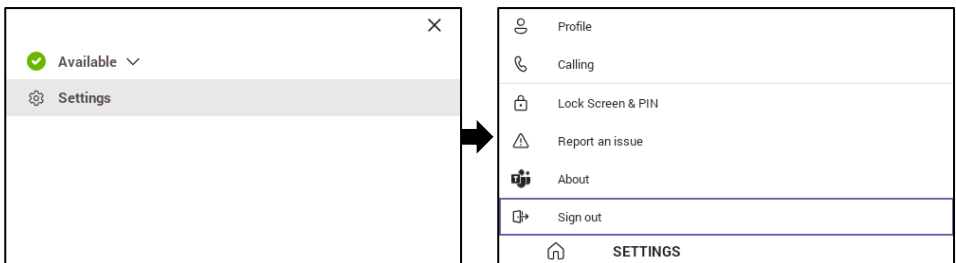 Available
Settings
Profile
Calling
Lock Screen & PIN
Report an issue
About
Sign out
SETTINGS